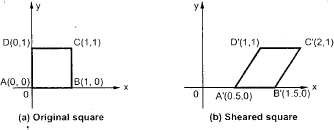 y
D(0,1) C(1,1)
A(0, 0) B(1, 0) x
0
(a) Original square
y
D'(1,1) C'(2,1)
x
0 A'(0.5,0) B'(1.5,0)
(b) Sheared square